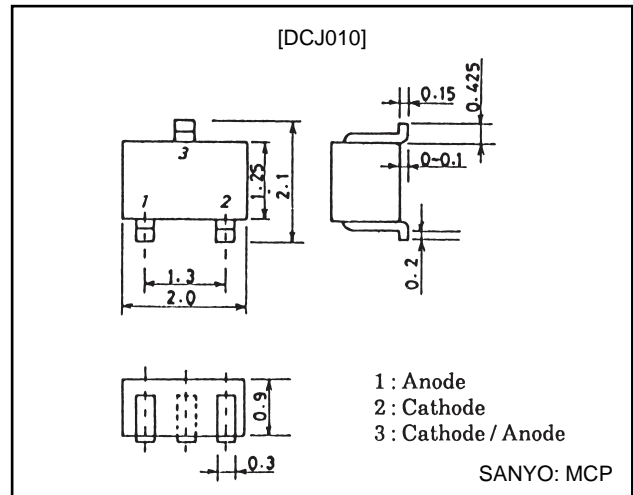 [DCJ010]
0.15
0.425
3
1.25
2.1
0~0.1
1
2
0.2
1.3
2.0
0.9
0.3
1 : Anode
2 : Cathode
3 : Cathode / Anode
SANYO: MCP